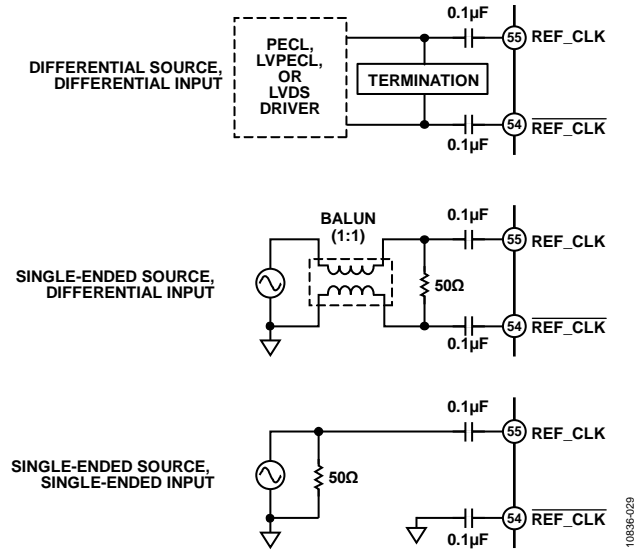 0.1µF
55 REF_CLK
PECL,
LVPECL,
OR
LVDS
DRIVER
DIFFERENTIAL SOURCE,
DIFFERENTIAL INPUT
TERMINATION
54 REF_CLK
0.1µF
BALUN
(1:1)
0.1µF
55 REF_CLK
SINGLE-ENDED SOURCE,
DIFFERENTIAL INPUT
50Ω
54 REF_CLK
0.1µF
0.1µF
55 REF_CLK
SINGLE-ENDED SOURCE,
SINGLE-ENDED INPUT
50Ω
54 REF_CLK
0.1µF
10836-029